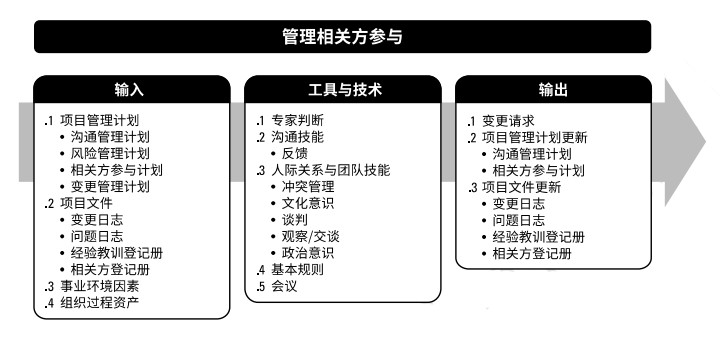 管理相关方参与
输入
.1 项目管理计划
• 沟通管理计划
• 风险管理计划
• 相关方参与计划
• 变更管理计划
.2 项目文件
• 变更日志
• 问题日志
• 经验教训登记册
• 相关方登记册
.3 事业环境因素
.4 组织过程资产
工具与技术
.1 专家判断
.2 沟通技能
• 反馈
.3 人际关系与团队技能
• 冲突管理
• 文化意识
• 谈判
• 观察/交谈
• 政治意识
.4 基本规则
.5 会议
输出
.1 变更请求
.2 项目管理计划更新
• 沟通管理计划
• 相关方参与计划
.3 项目文件更新
• 变更日志
• 问题日志
• 经验教训登记册
• 相关方登记册